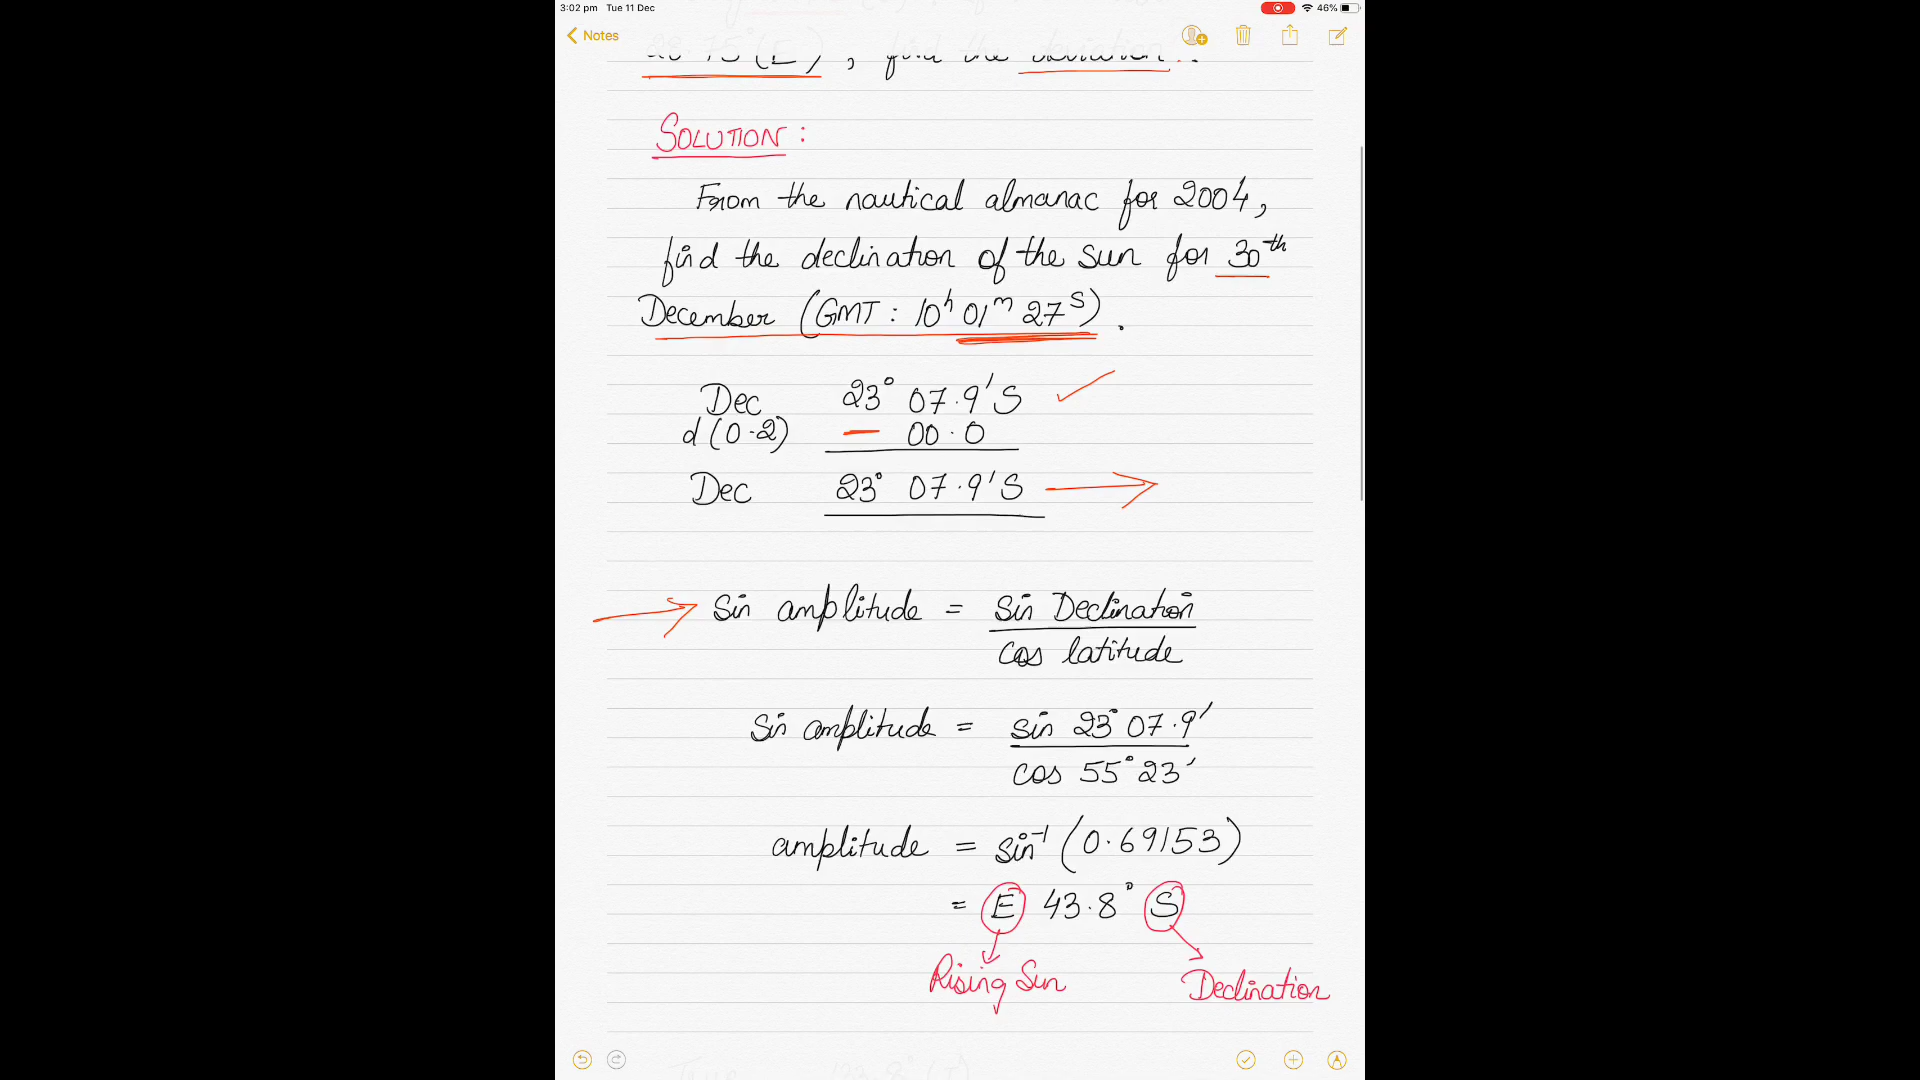 3:02 pm Tue 11 Dec 46%
Notes
(E), find the deviation.
SOLUTION:
From the nautical almanac for 2004,
find the declination of the sun for 30th
December (GMT: 10h 01m 27s).
Dec 23° 07.9' S
d (0.2) - 00.0
Dec 23° 07.9' S
Sin amplitude = Sin Declination
Cos latitude
Sin amplitude = sin 23° 07.9'
cos 55° 23'
amplitude = sin-1 (0.69153)
= E 43.8° S
Rising Sun Declination